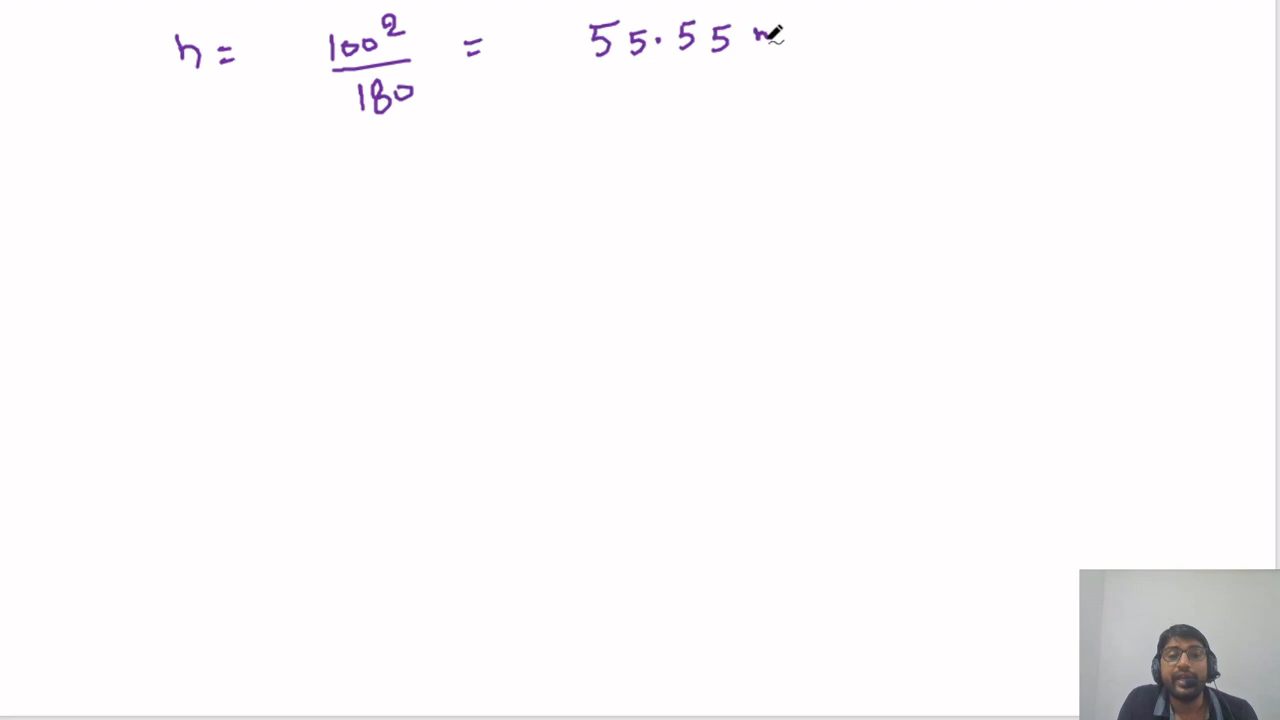 h = 100² / 180 = 55.55